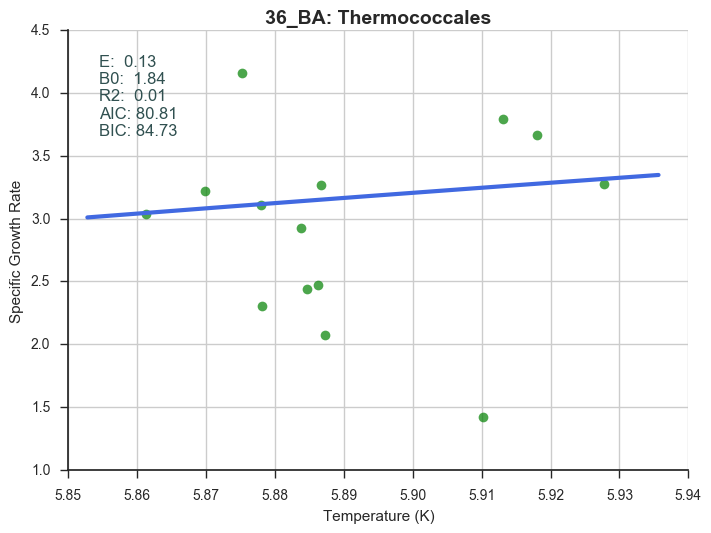 36_BA: Thermococcales
E:  0.13
B0:  1.84
R2:  0.01
AIC: 80.81
BIC: 84.73
4.5
4.0
3.5
3.0
2.5
2.0
1.5
1.0
Specific Growth Rate
5.85 5.86 5.87 5.88 5.89 5.90 5.91 5.92 5.93 5.94
Temperature (K)